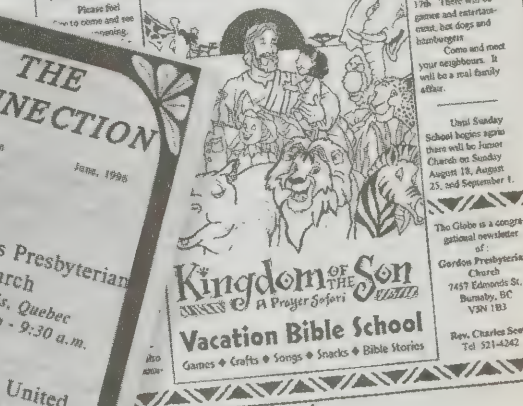 Please feel
to come and see
THE
NECTION
June, 1996
s Presbyterian
rch
is, Quebec
- 9:30 a.m.
United
Kingdom OF THE Son
A Prayer Safari
Vacation Bible School
Games ♦ Crafts ♦ Songs ♦ Snacks ♦ Bible Stories
17th There will be
games and entertain-
ment, hot dogs and
hamburgers.
Come and meet
your neighbours. It
will be a real family
affair.
Until Sunday
School begins again
there will be Junior
Church on Sunday
August 18, August
25, and September 1.
The Globe is a congre-
gational newsletter
of:
Gordon Presbyterian
Church
7457 Edmonds St.
Burnaby, BC
V3N 1B3
Rev. Charles Sco
Tel 521-4242